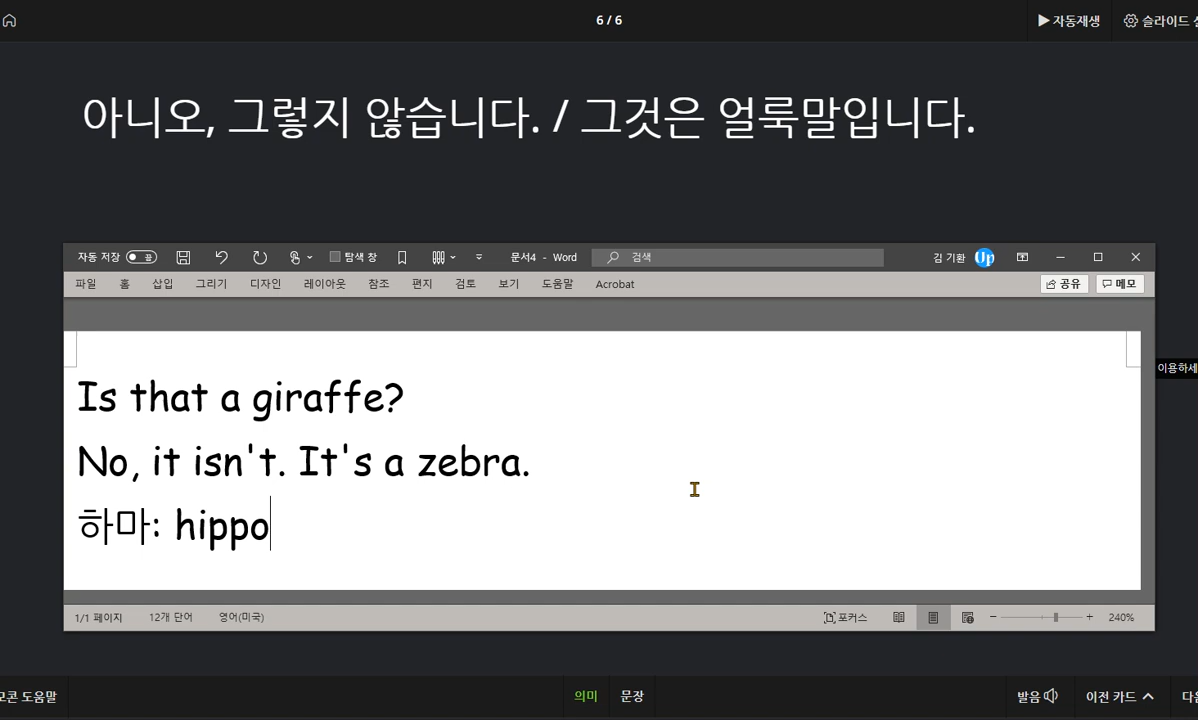 6 / 6
자동재생
슬라이드
아니오, 그렇지 않습니다. / 그것은 얼룩말입니다.
자동 저장 끔 탐색 창 문서4 - Word 검색 김 기환 Up
파일 홈 삽입 그리기 디자인 레이아웃 참조 편지 검토 보기 도움말 Acrobat 공유 메모
이용하세
Is that a giraffe?
No, it isn't. It's a zebra.
하마: hippo
1/1 페이지 12개 단어 영어(미국) 포커스 240%
도움말 의미 문장 발음 이전 카드